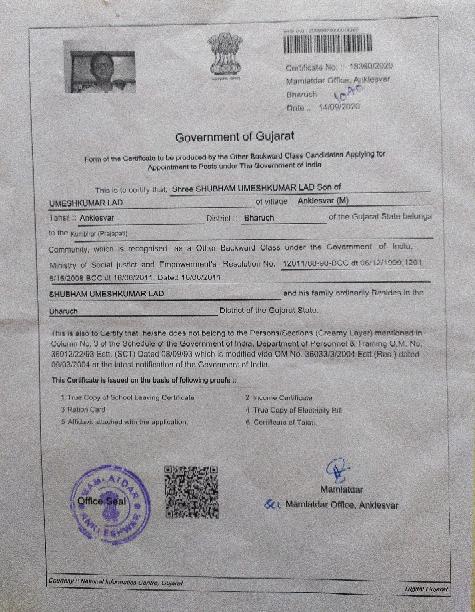 Certificate No. :: 18360/2020
Mamlatdar Office, Anklesvar
Bharuch
Date :: 14/09/2020
Government of Gujarat
Form of the Certificate to be produced by the Other Backward Class Candidates Applying for
Appointment to Posts under The Government of India
This is to certify that, Shree SHUBHAM UMESHKUMAR LAD Son of
UMESHKUMAR LAD of village Anklesvar (M)
Taluka :: Anklesvar District : Bharuch of the Gujarat State belongs
to the Kumbhar (Prajapati)
Community, which is recognised as a Other Backward Class under the Government of India,
Ministry of Social justice and Empowerment's Resolution No. 12011/68-98-BCC dt 06/12/1999,1201
6/15/2008 BCC dt 16/06/2011. Dated 16/06/2011.
SHUBHAM UMESHKUMAR LAD and his family ordinarily Resides in the
Bharuch District of the Gujarat State.
This is also to Certify that, he/she does not belong to the Persons/Sections (Creamy Layer) mentioned in
Column No. 3 of the Schedule of the Government of India, Department of Personnel & Training O.M. No.
36012/22/93 Estt. (SCT) Dated 08/09/93 which is modified vide OM No. 36033/3/2004 Estt.(Res.) dated
09/03/2004 or the latest notification of the Government of India.
This Certificate is issued on the basis of following proofs ::
1 True Copy of School Leaving Certificate 2 Income Certificate
3 Ration Card 4 True Copy of Electricity Bill
5 Affidavit attached with the application. 6 Certificate of Talati.
MAMLATDAR
Office Seal
ANKLESHWER
Mamlatdar
Mamlatdar Office, Anklesvar
Courtesy :: National Informatics Centre, Gujarat Digital Gujarat